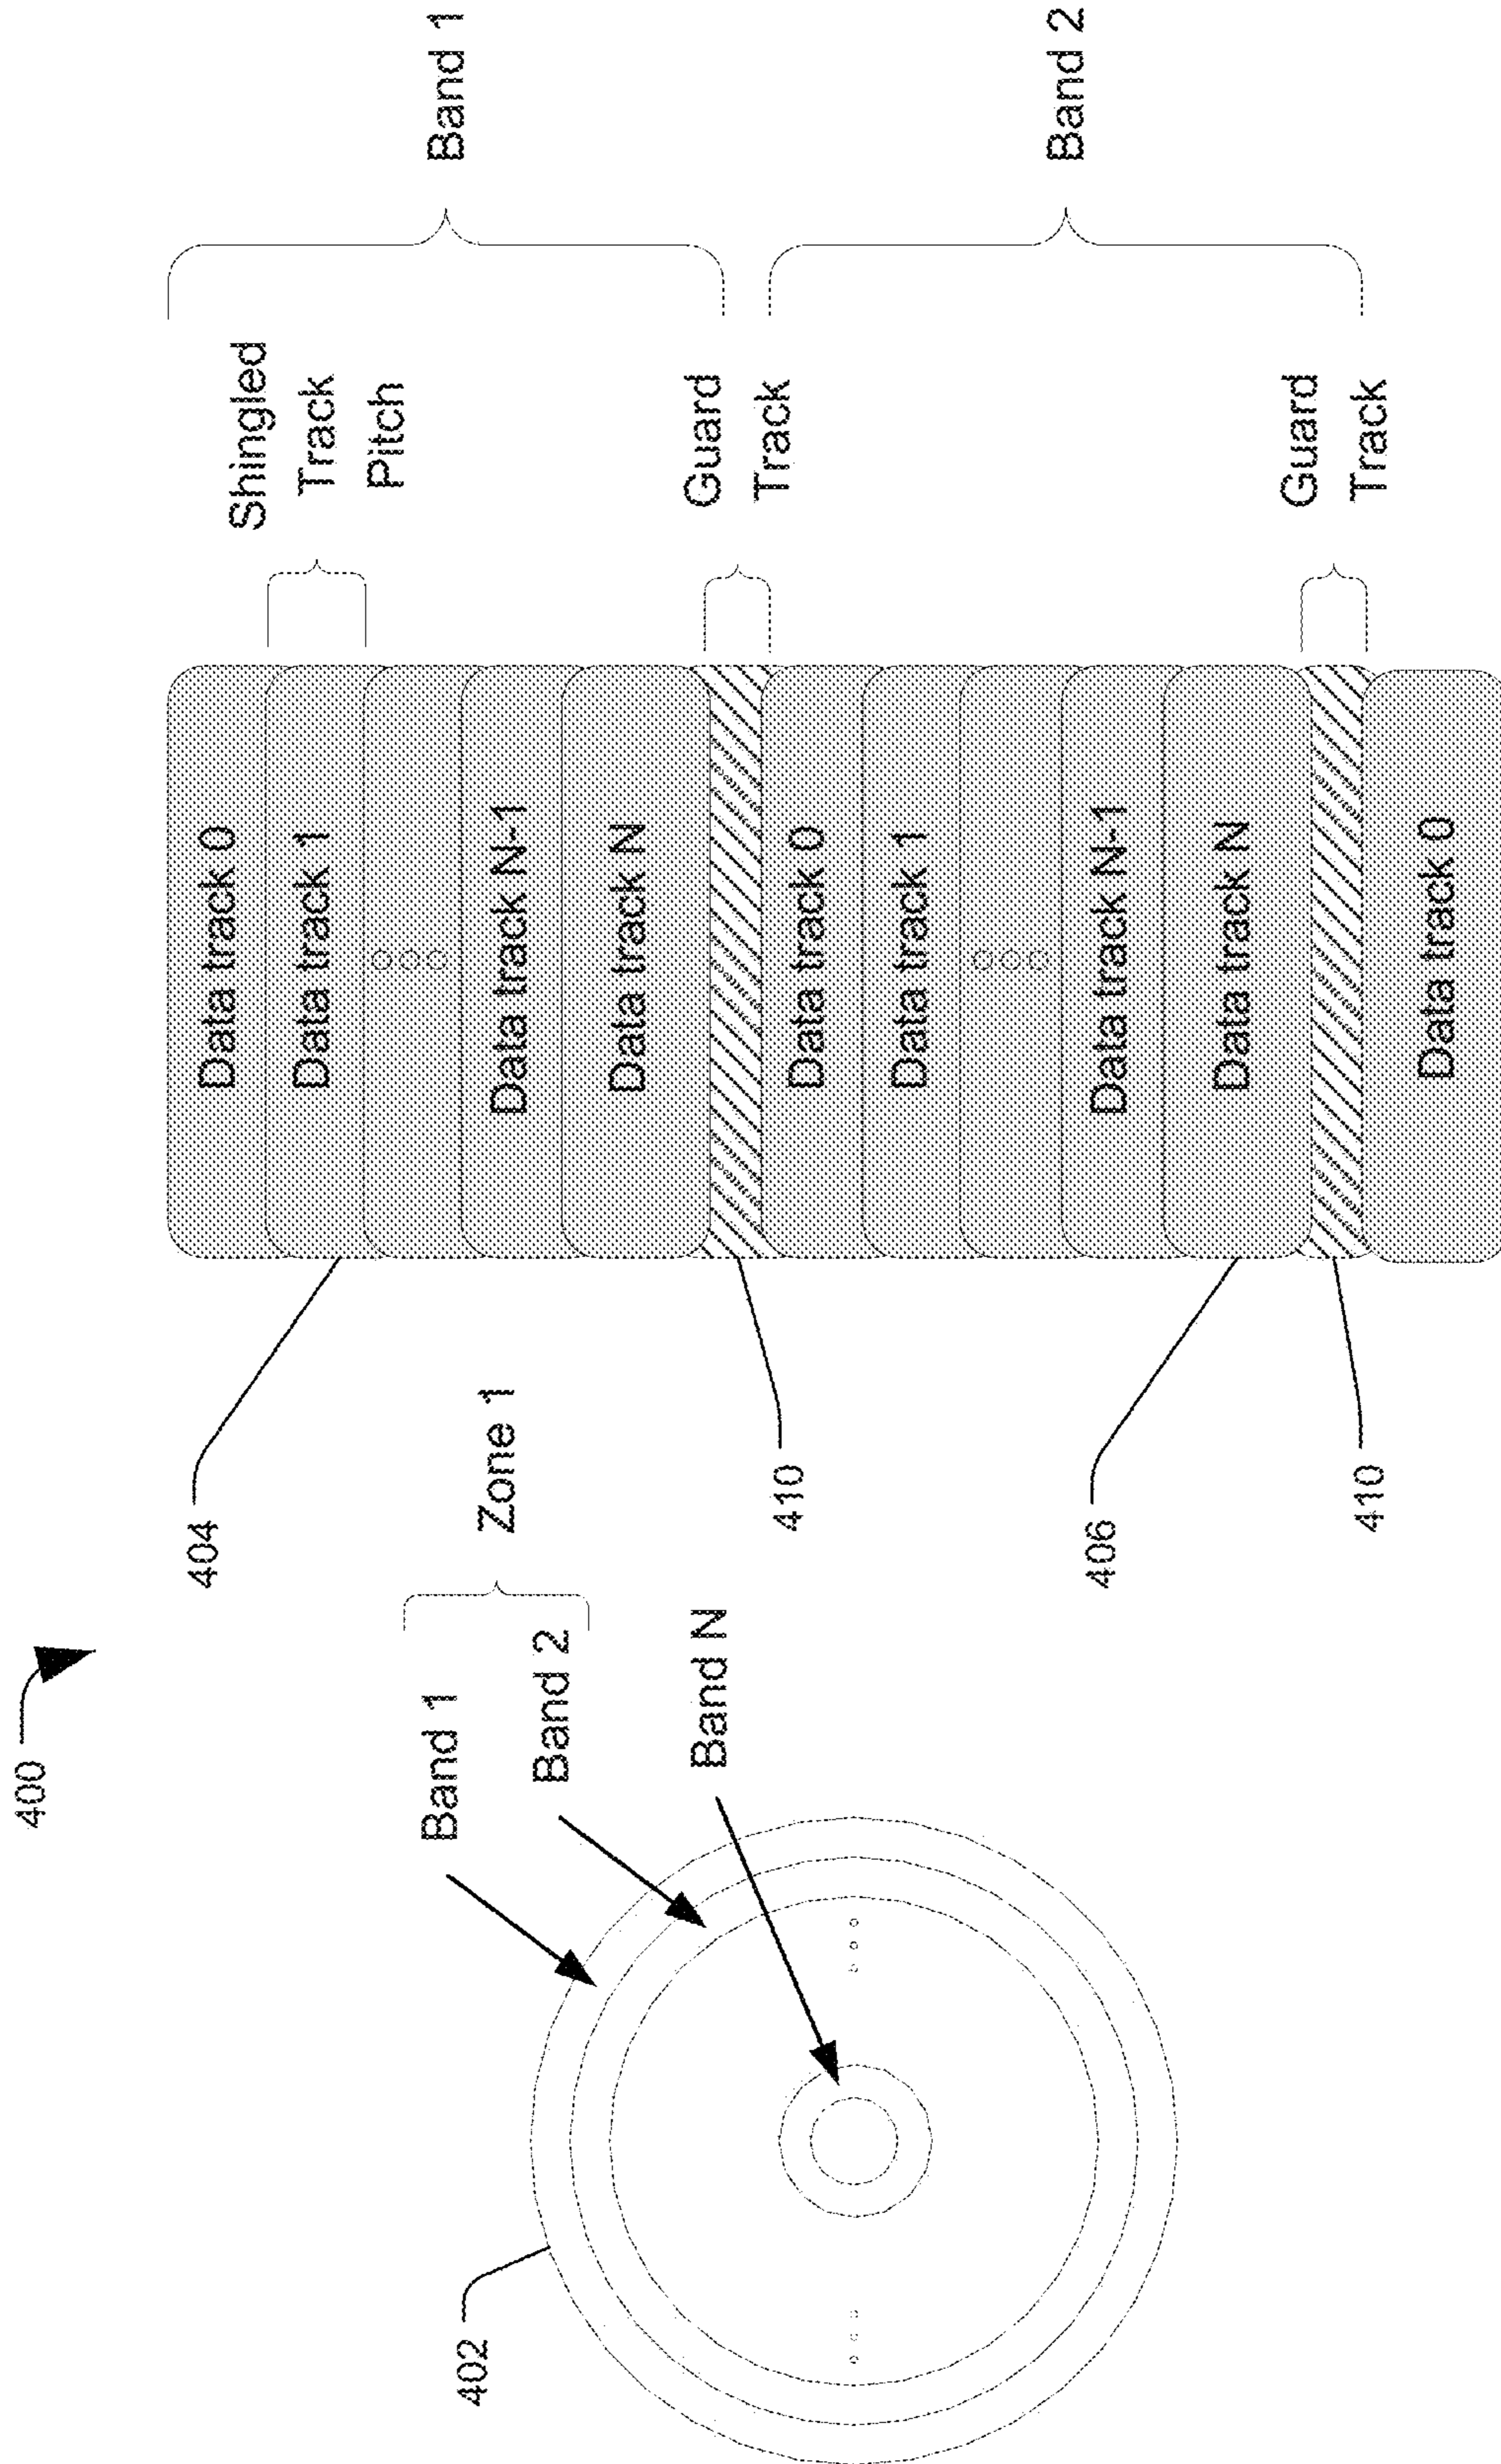 400
402
Band 1
Band 2
Band N
Zone 1
404
410
406
410
Data track 0
Data track 1
Data track N-1
Data track N
Data track 0
Data track 1
Data track N-1
Data track N
Data track 0
Shingled
Track
Pitch
Guard
Track
Guard
Track
Band 1
Band 2